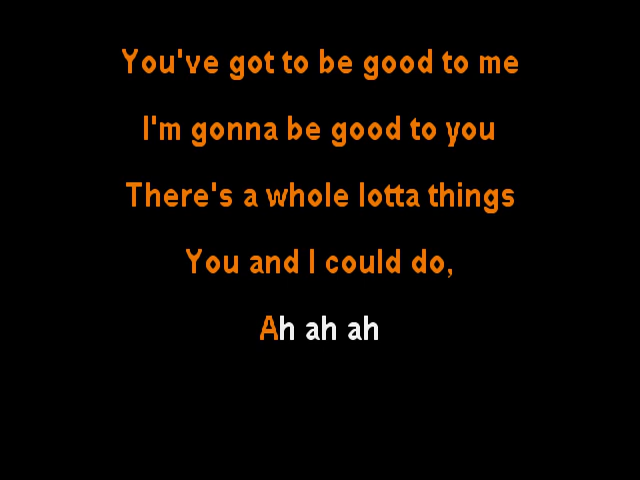 You've got to be good to me
I'm gonna be good to you
There's a whole lotta things
You and I could do,
Ah ah ah